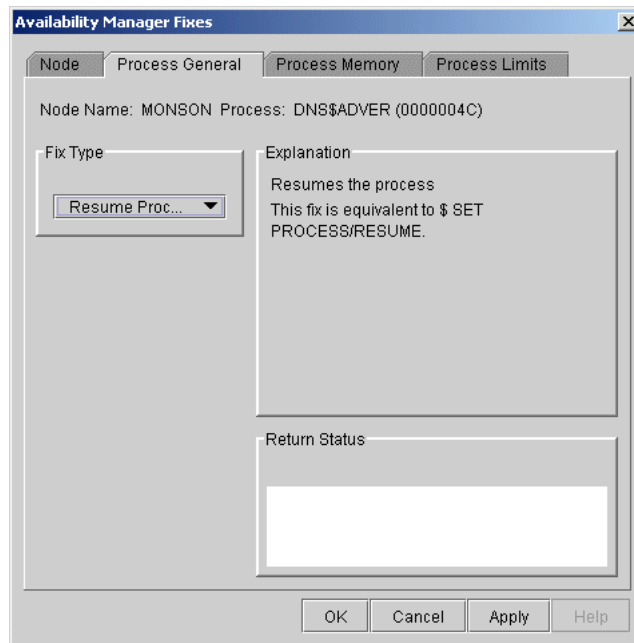 Availability Manager Fixes
Node
Process General
Process Memory
Process Limits
Node Name: MONSON Process: DNS$ADVER (0000004C)
Fix Type
Resume Proc...
Explanation
Resumes the process
This fix is equivalent to $ SET
PROCESS/RESUME.
Return Status
OK
Cancel
Apply
Help